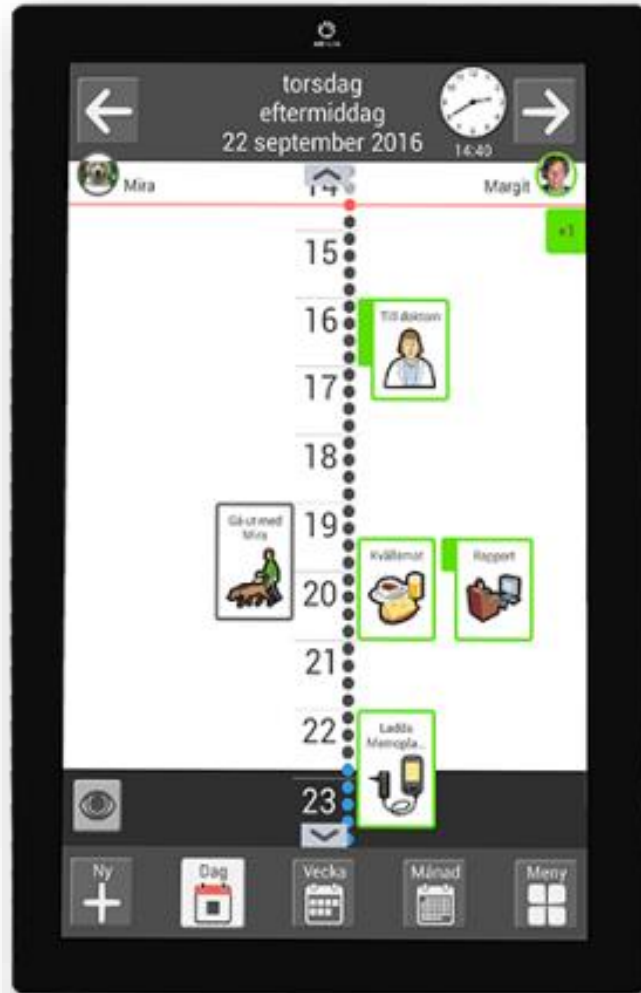 torsdag
eftermiddag
22 september 2016
14:40
Mira
Margit
14
+1
15
16
Till doktorn
17
18
19
Gå ut med
Mira
Kvällsmat
Rapport
20
21
22
Ladda
Memopla...
23
Ny
Dag
Vecka
Månad
Meny